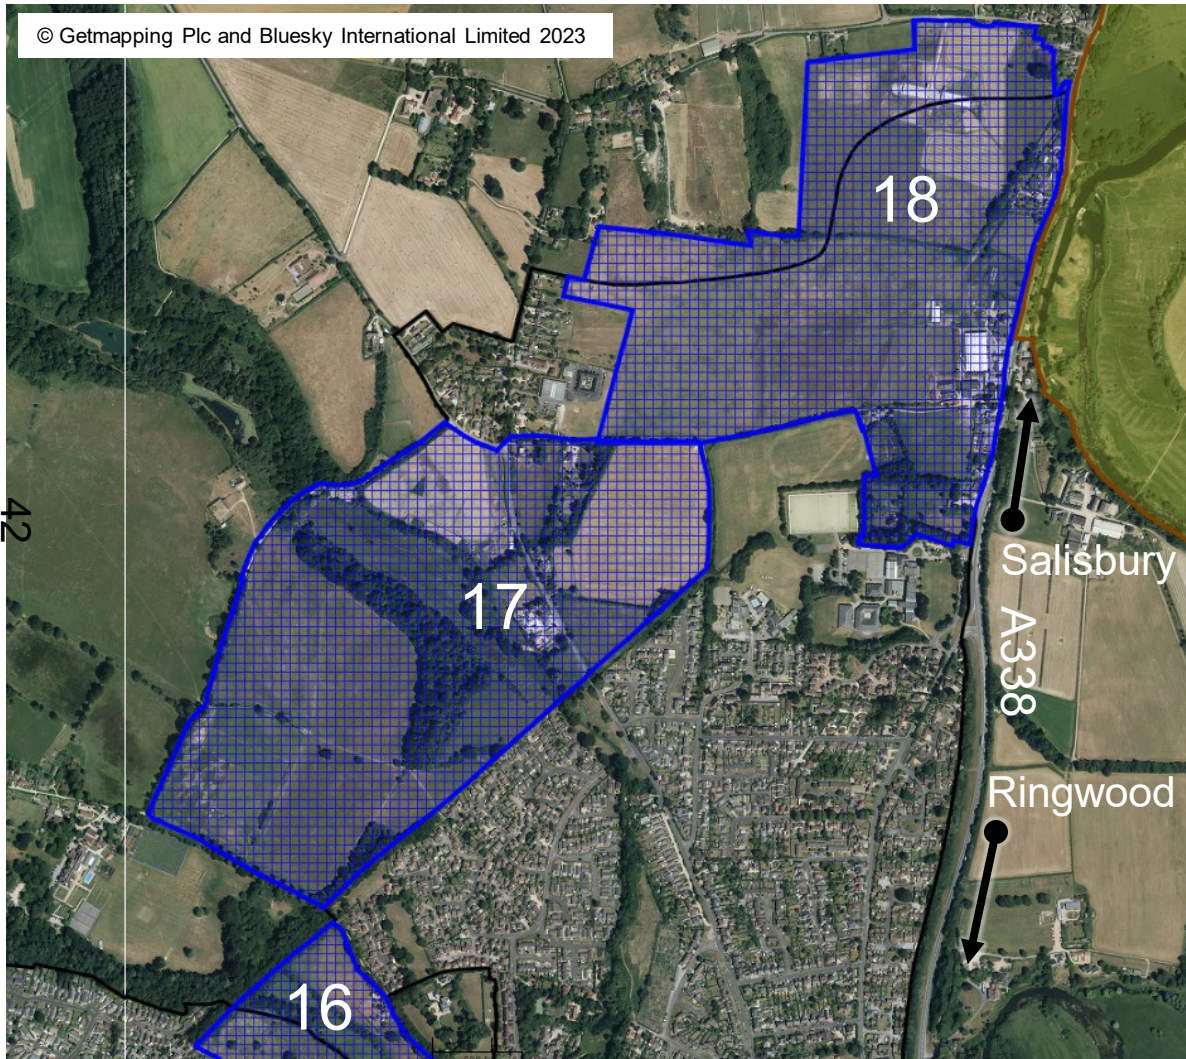 © Getmapping Plc and Bluesky International Limited 2023
18
42
Salisbury
17
A338
Ringwood
16